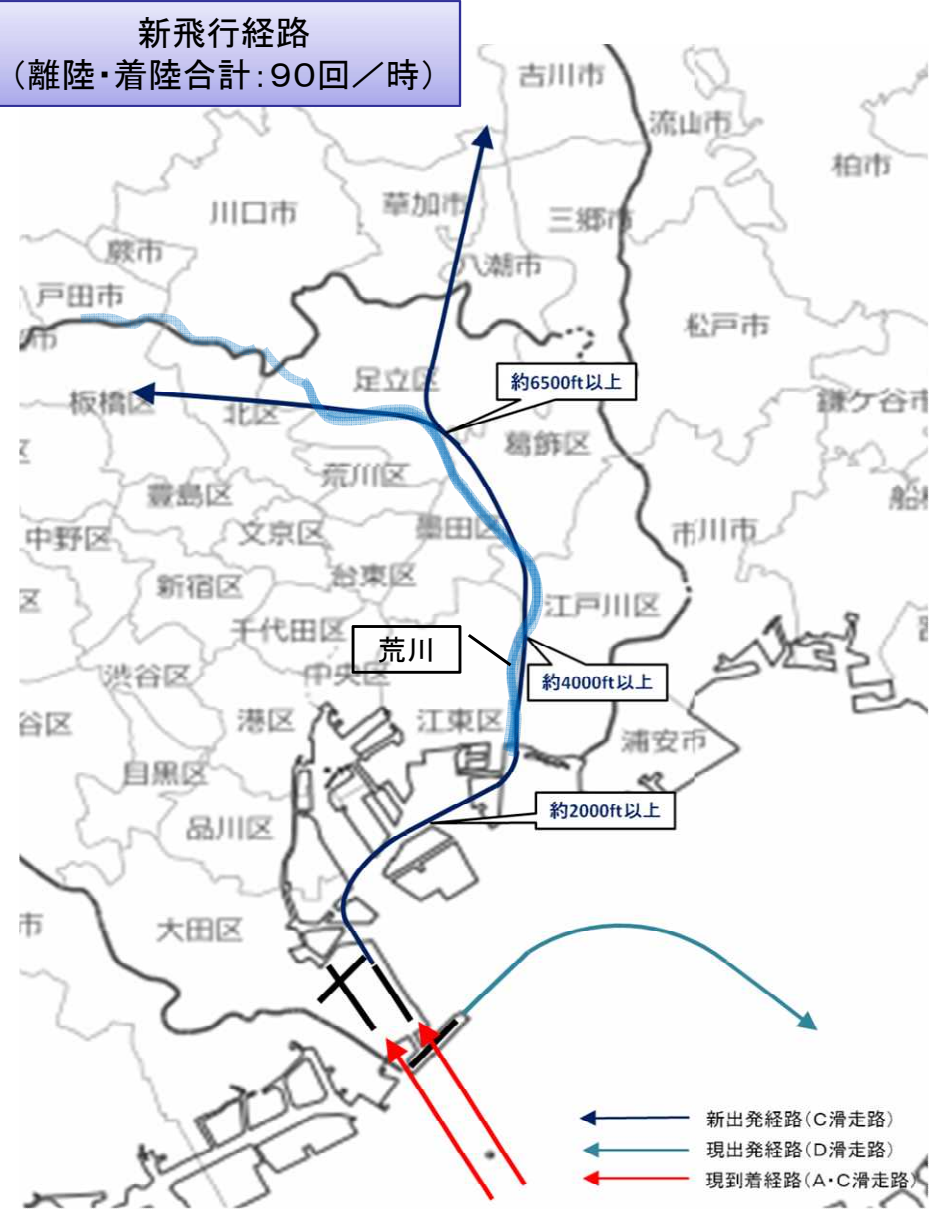 新飛行経路
(離陸・着陸合計:90回/時)
吉川市
流山市
柏市
川口市
草加市
三郷市
蕨市
八潮市
戸田市
市
松戸市
約6500ft以上
足立区
板橋区
北区
鎌ケ谷市
葛飾区
荒川区
豊島区
船
墨田区
文京区
中野区
市川市
台東区
新宿区
区
江戸川区
千代田区
荒川
中央区
渋谷区
約4000ft以上
港区
江東区
谷区
浦安市
目黒区
約2000ft以上
品川区
大田区
市
新出発経路(C滑走路)
現出発経路(D滑走路)
現到着経路(A・C滑走路)